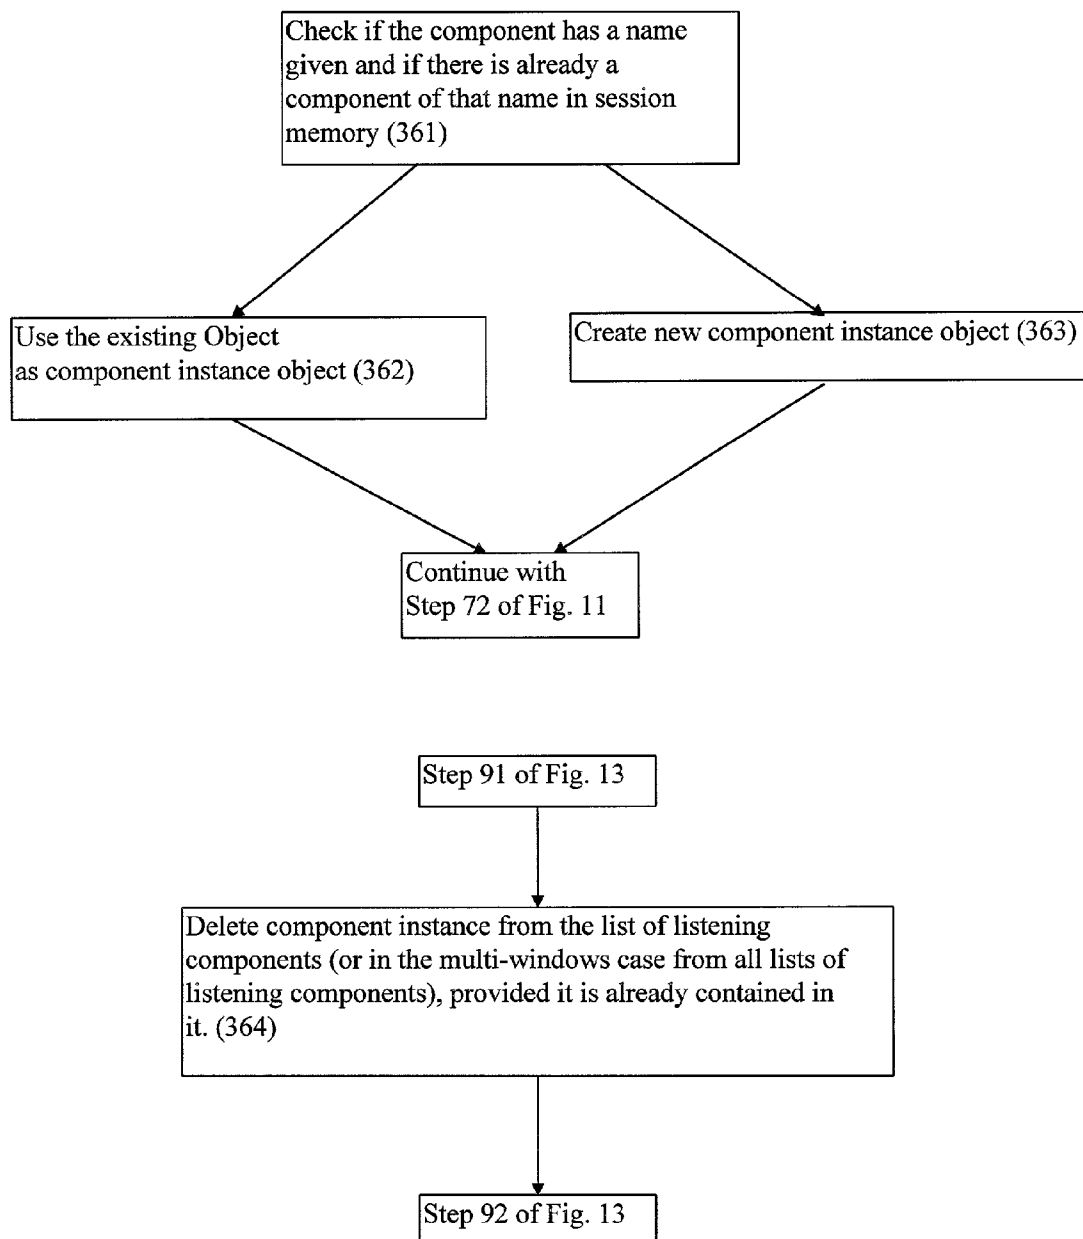 Check if the component has a name
given and if there is already a
component of that name in session
memory (361)
Use the existing Object
as component instance object (362)
Create new component instance object (363)
Continue with
Step 72 of Fig. 11
Step 91 of Fig. 13
Delete component instance from the list of listening
components (or in the multi-windows case from all lists of
listening components), provided it is already contained in
it. (364)
Step 92 of Fig. 13